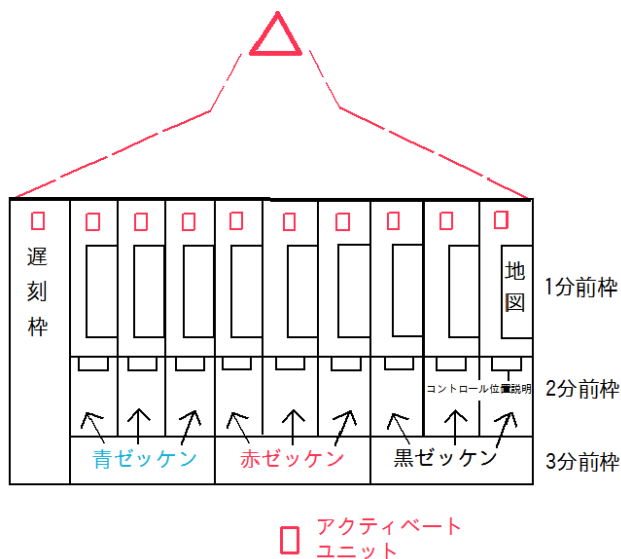 遅刻枠
地図
1分前枠
コントロール位置説明
2分前枠
青ゼッケン
赤ゼッケン
黒ゼッケン
3分前枠
アクティベート
ユニット